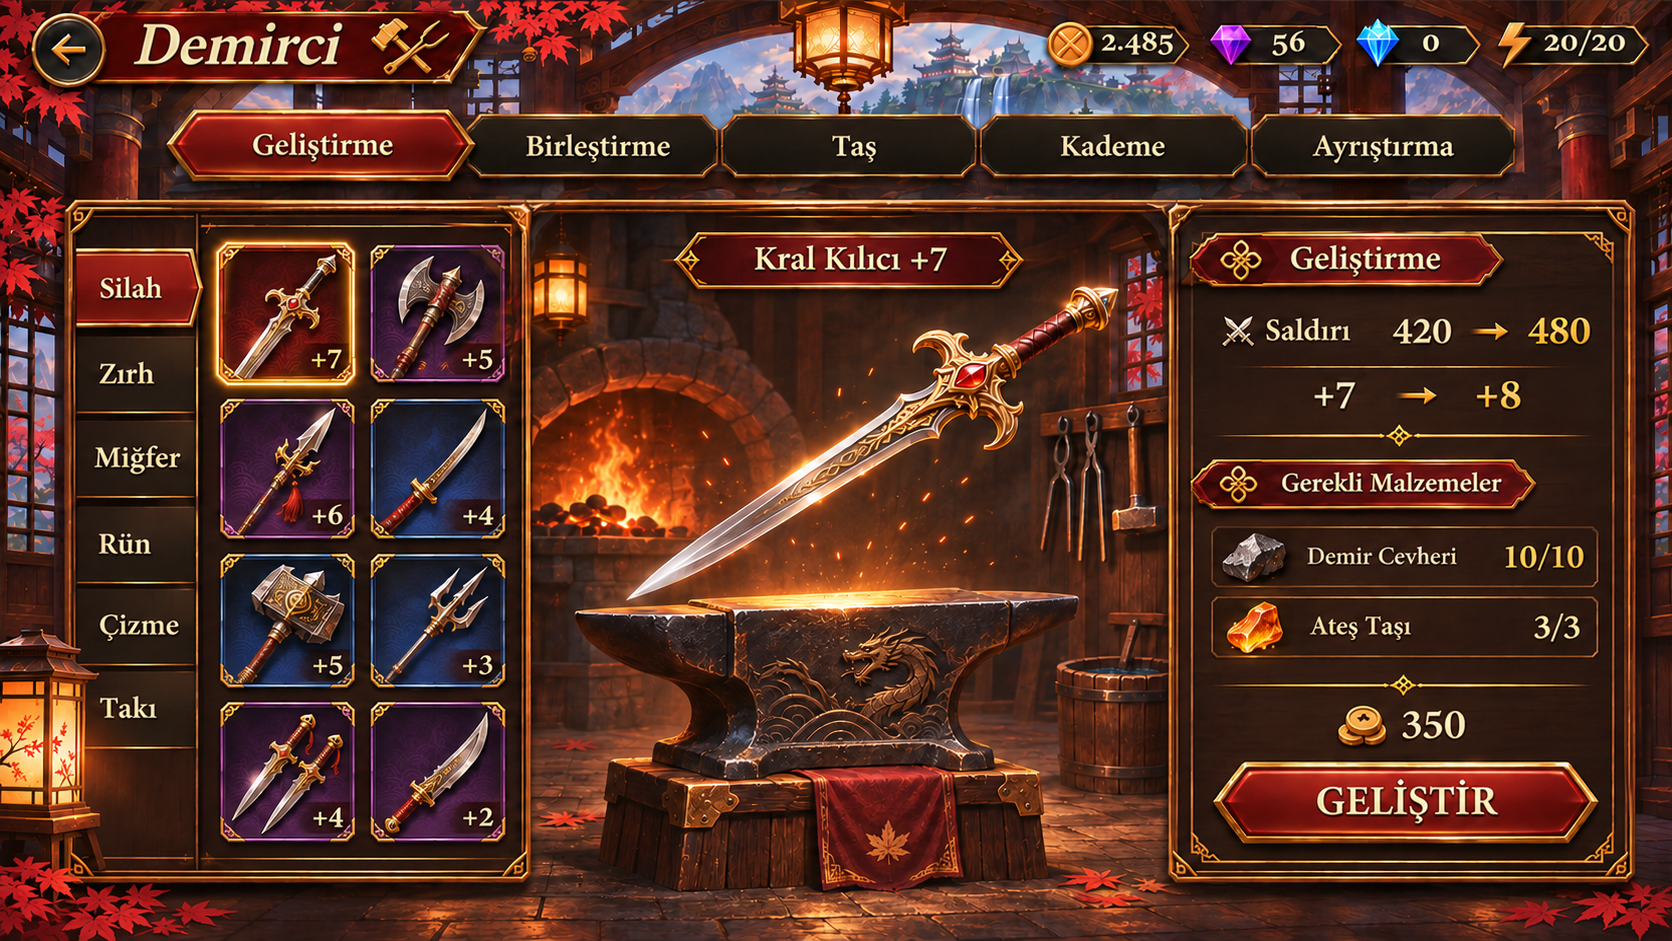 Demirci
2.485
56
0
20/20
Geliştirme
Birleştirme
Taş
Kademe
Ayrıştırma
Silah
Zırh
Miğfer
Rün
Çizme
Takı
+7
+5
+6
+4
+5
+3
+4
+2
Kral Kılıcı +7
Geliştirme
Saldırı 420 → 480
+7 → +8
Gerekli Malzemeler
Demir Cevheri 10/10
Ateş Taşı 3/3
350
GELİŞTİR